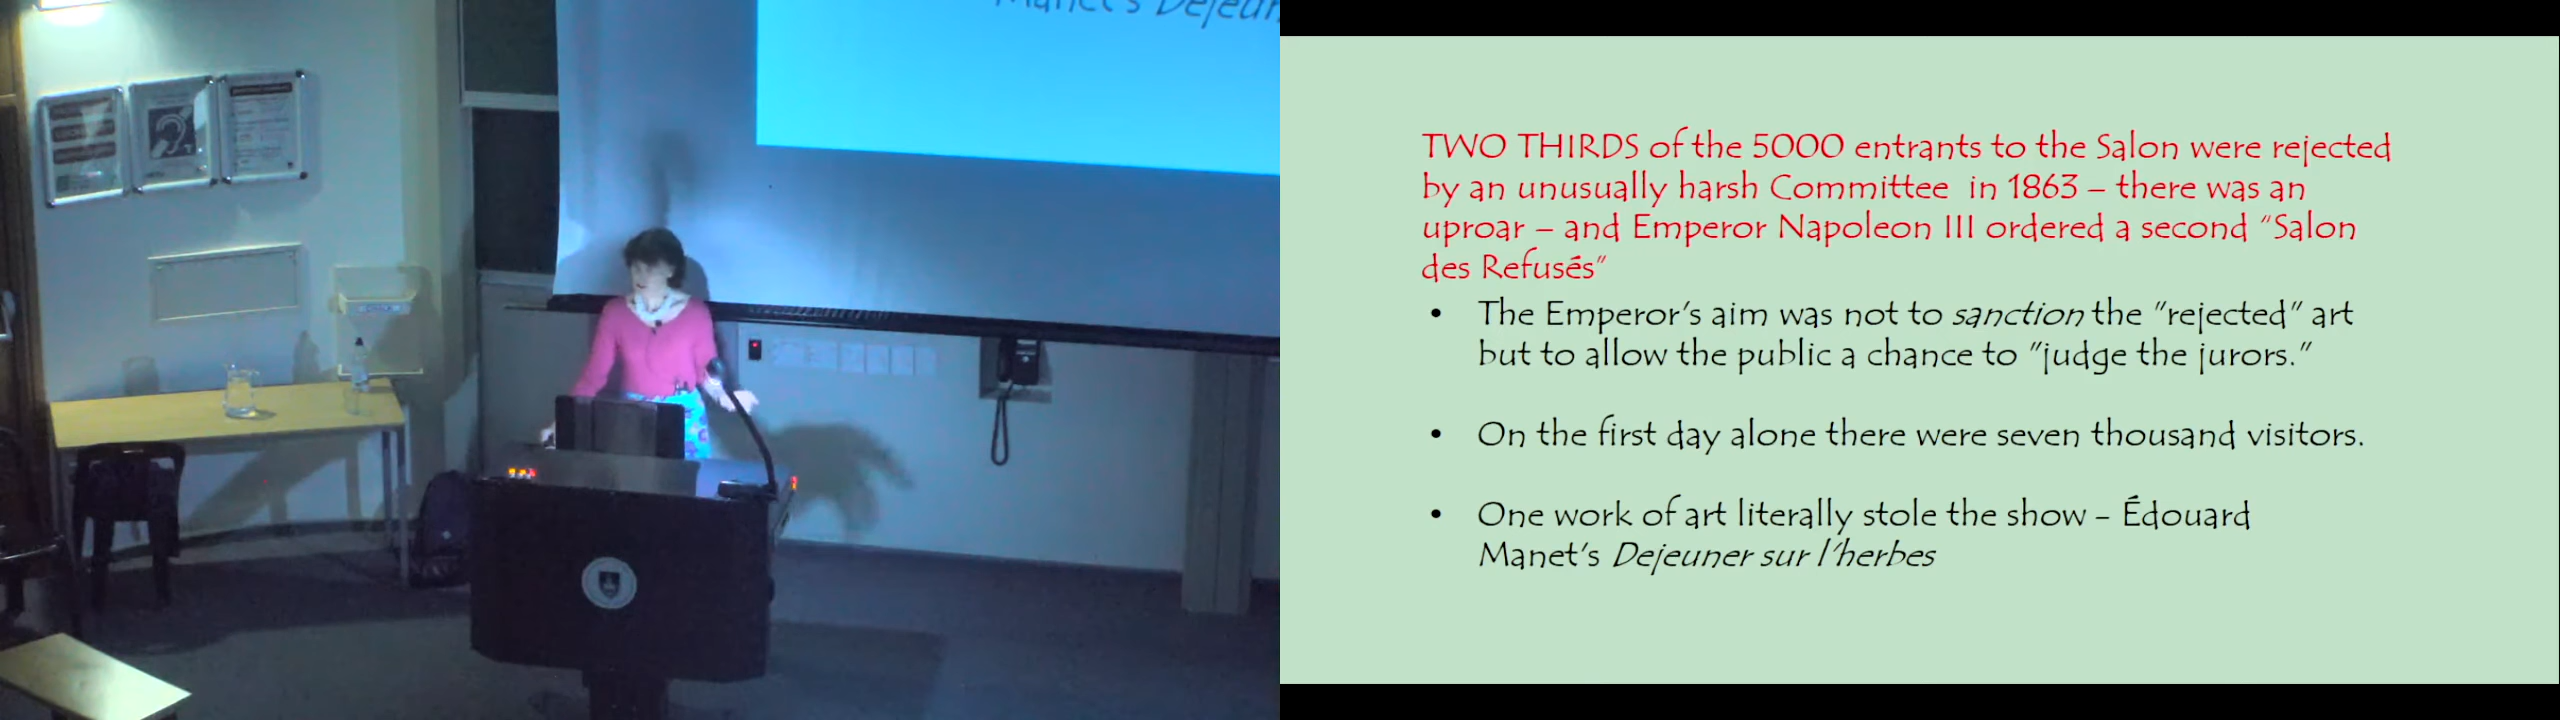 Manet's Dejeun
TWO THIRDS of the 5000 entrants to the Salon were rejected
by an unusually harsh Committee in 1863 – there was an
uproar – and Emperor Napoleon III ordered a second "Salon
des Refusés"
• The Emperor's aim was not to sanction the "rejected" art
but to allow the public a chance to "judge the jurors."
• On the first day alone there were seven thousand visitors.
• One work of art literally stole the show - Édouard
Manet's Dejeuner sur l'herbes